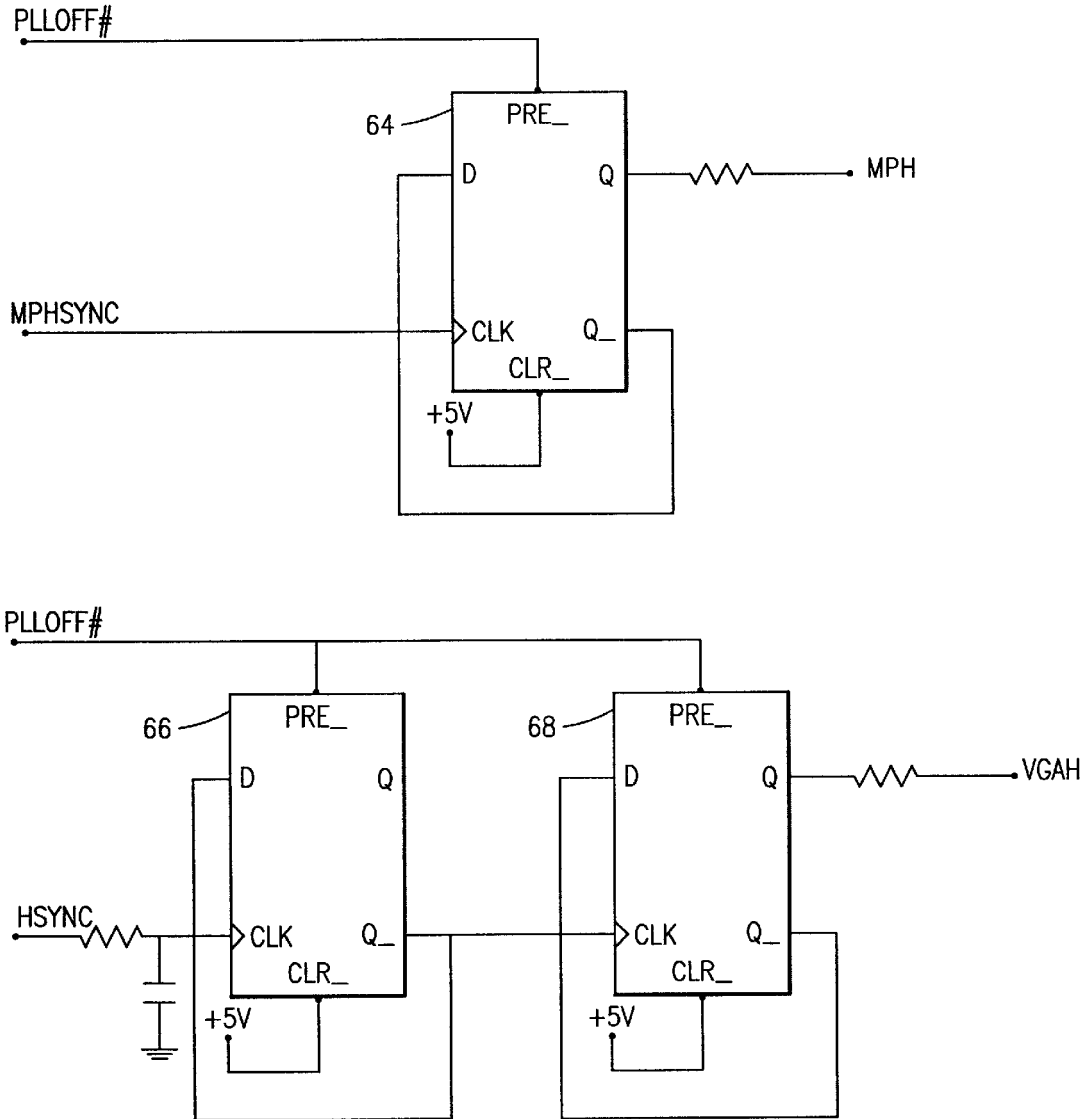 PLLOFF#
64
PRE_
D
Q
MPH
MPHSYNC
CLK
Q_
CLR_
+5V
PLLOFF#
66
PRE_
68
PRE_
D
Q
D
Q
VGAH
HSYNC
CLK
Q_
CLK
Q_
CLR_
CLR_
+5V
+5V